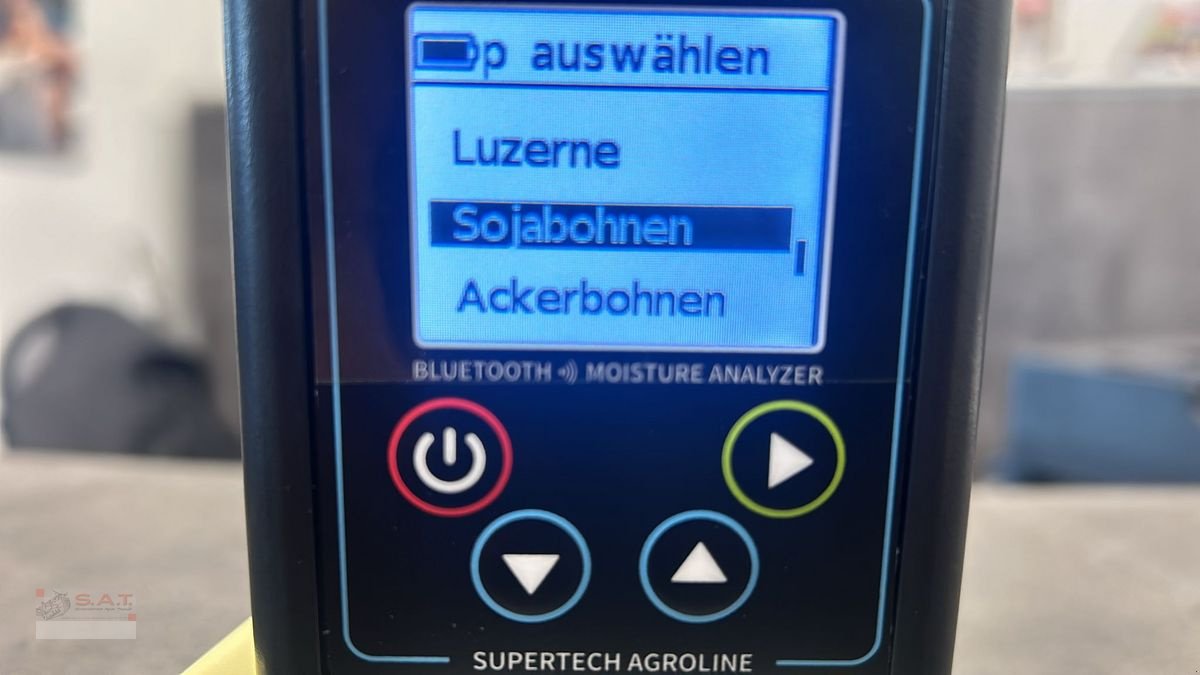 p auswählen
Luzerne
Sojabohnen
Ackerbohnen
BLUETOOTH MOISTURE ANALYZER
SUPERTECH AGROLINE
S.A.T.